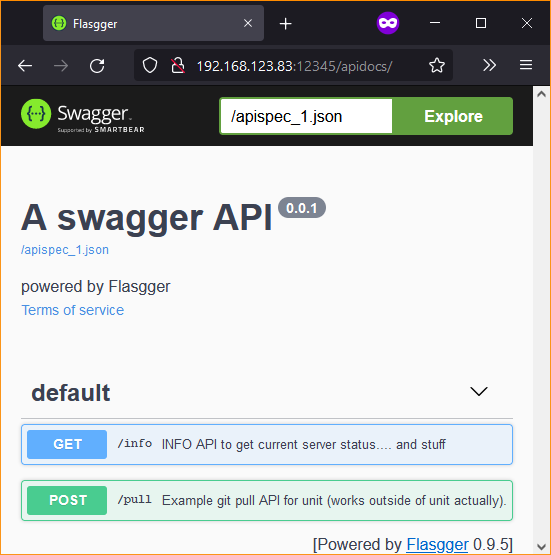 Flasgger
192.168.123.83:12345/apidocs/
Swagger
Supported by SMARTBEAR
/apispec_1.json
Explore
A swagger API 0.0.1
/apispec_1.json
powered by Flasgger
Terms of service
default
GET /info INFO API to get current server status.... and stuff
POST /pull Example git pull API for unit (works outside of unit actually).
[Powered by Flasgger 0.9.5]